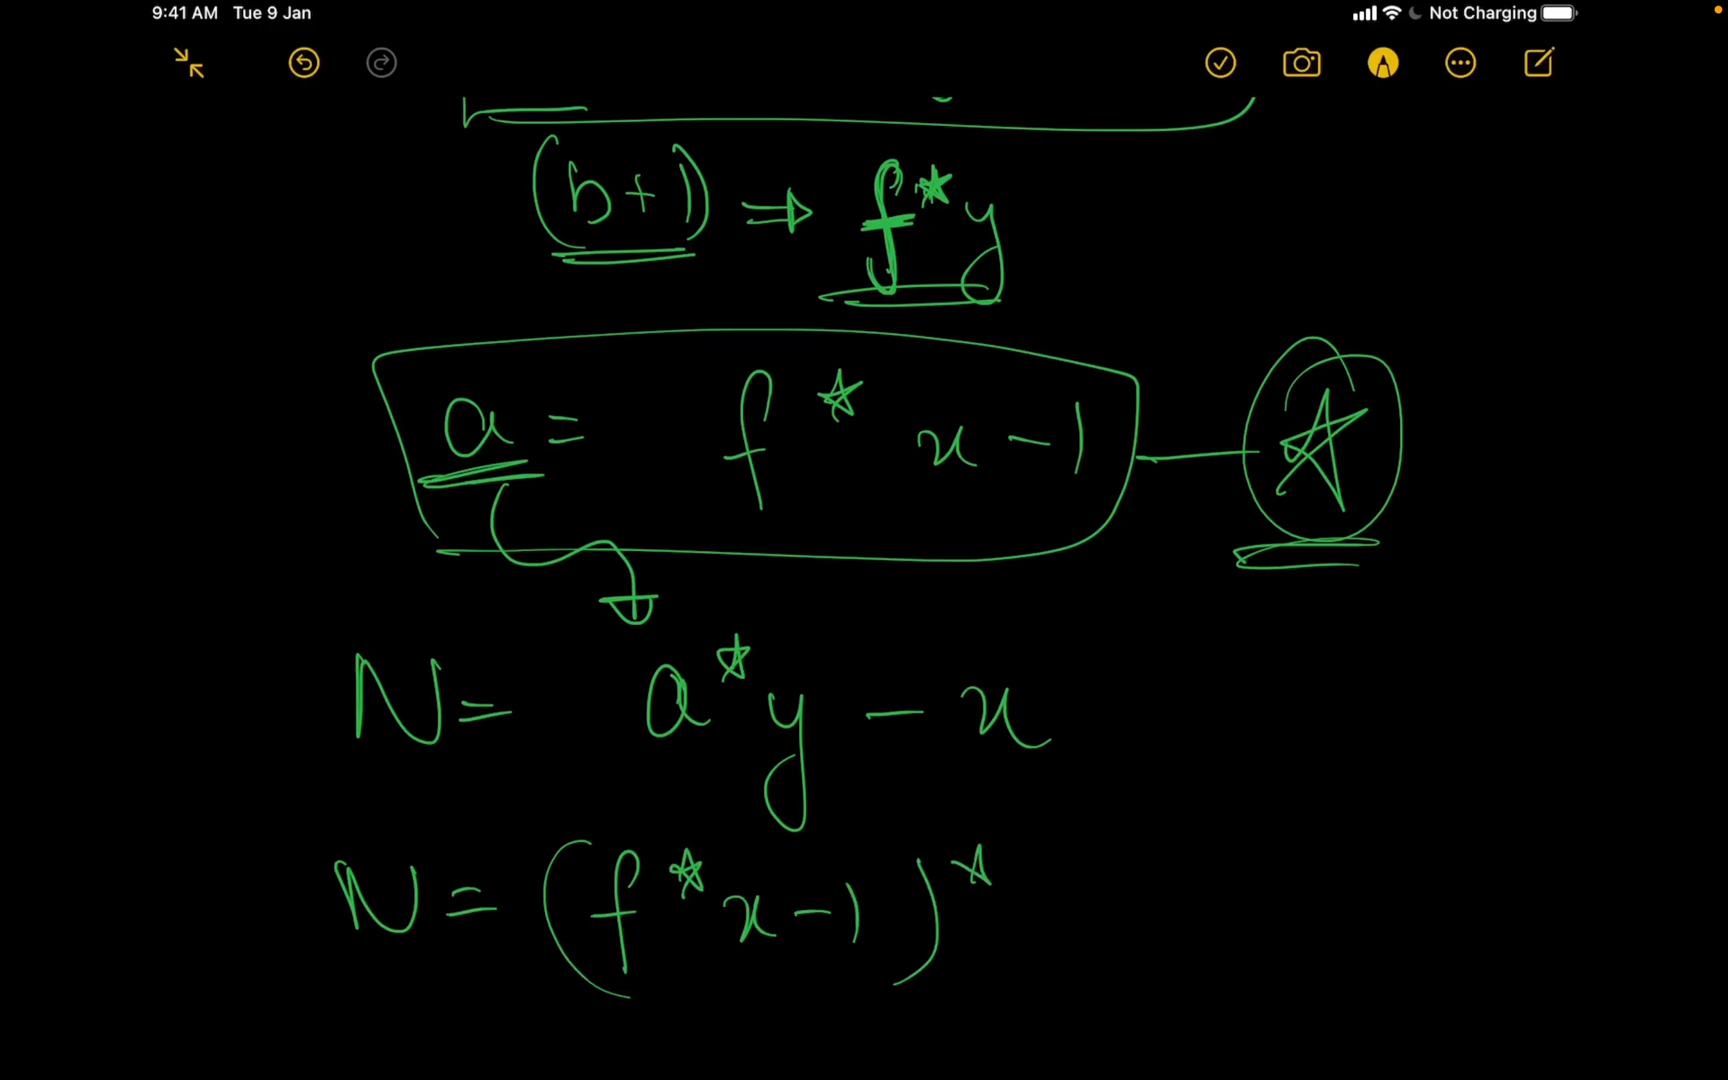 9:41 AM Tue 9 Jan Not Charging
(b+1) ⇒ f*y
a = f * x - 1
N = a*y - x
N = (f*x-1)*